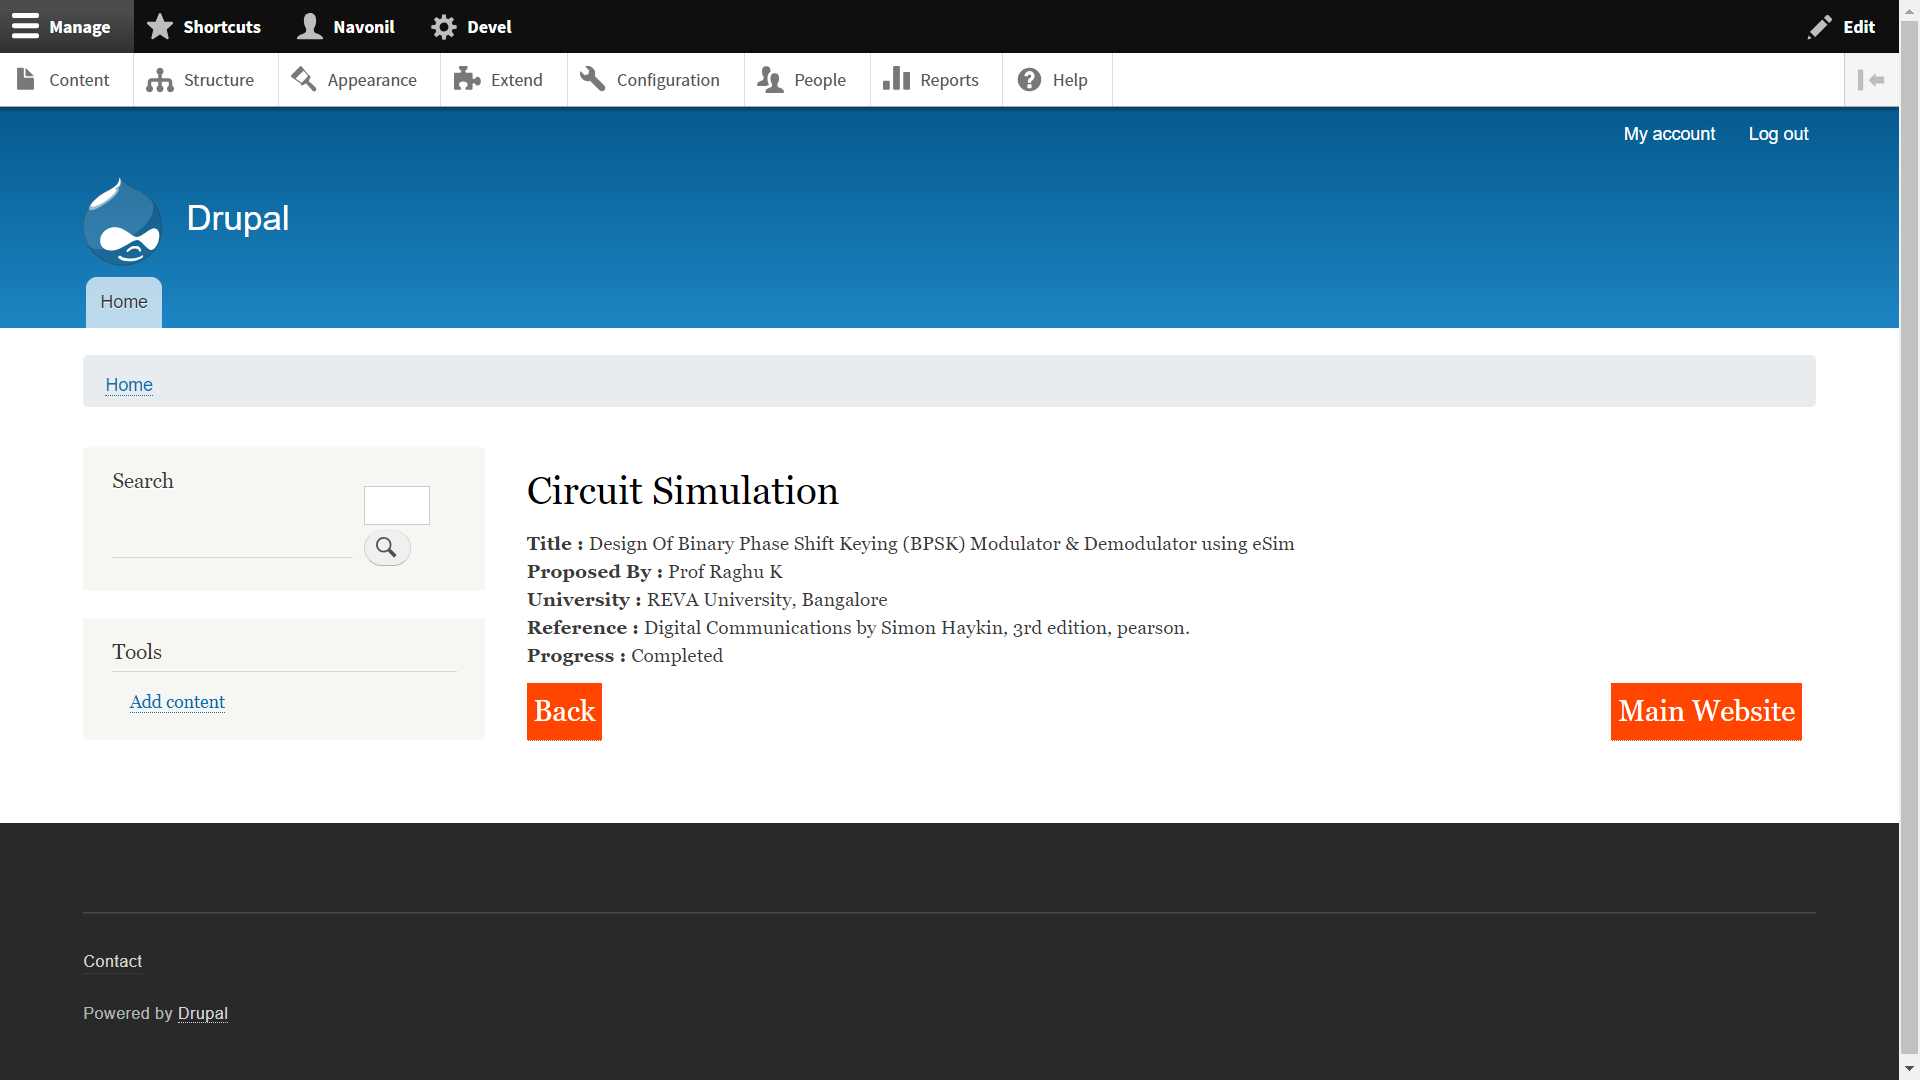 Manage Shortcuts Navonil Devel Edit
Content Structure Appearance Extend Configuration People Reports Help
My account Log out
Drupal
Home
Home
Search
Tools
Add content
Circuit Simulation
Title : Design Of Binary Phase Shift Keying (BPSK) Modulator & Demodulator using eSim
Proposed By : Prof Raghu K
University : REVA University, Bangalore
Reference : Digital Communications by Simon Haykin, 3rd edition, pearson.
Progress : Completed
Back Main Website
Contact
Powered by Drupal